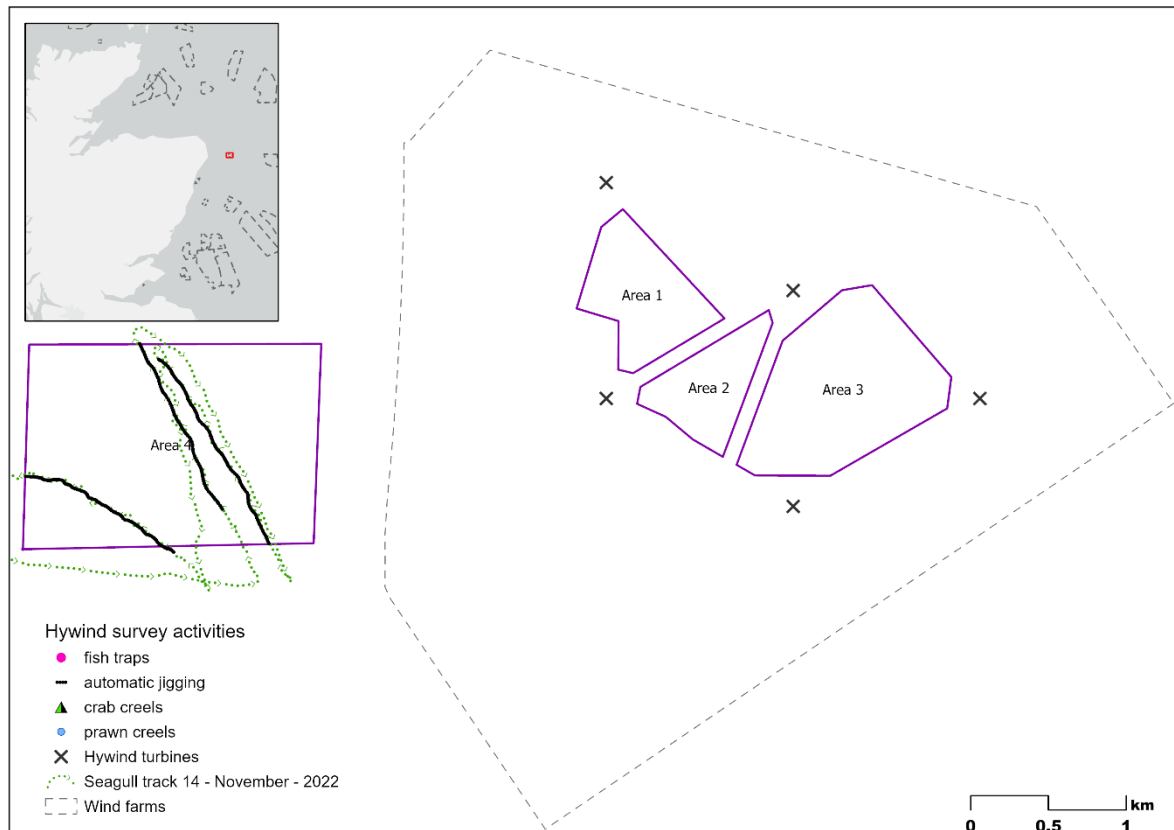 Area 1
Area 2
Area 3
Area 4
Hywind survey activities
fish traps
automatic jigging
crab creels
prawn creels
Hywind turbines
Seagull track 14 - November - 2022
Wind farms
km
0 0.5 1